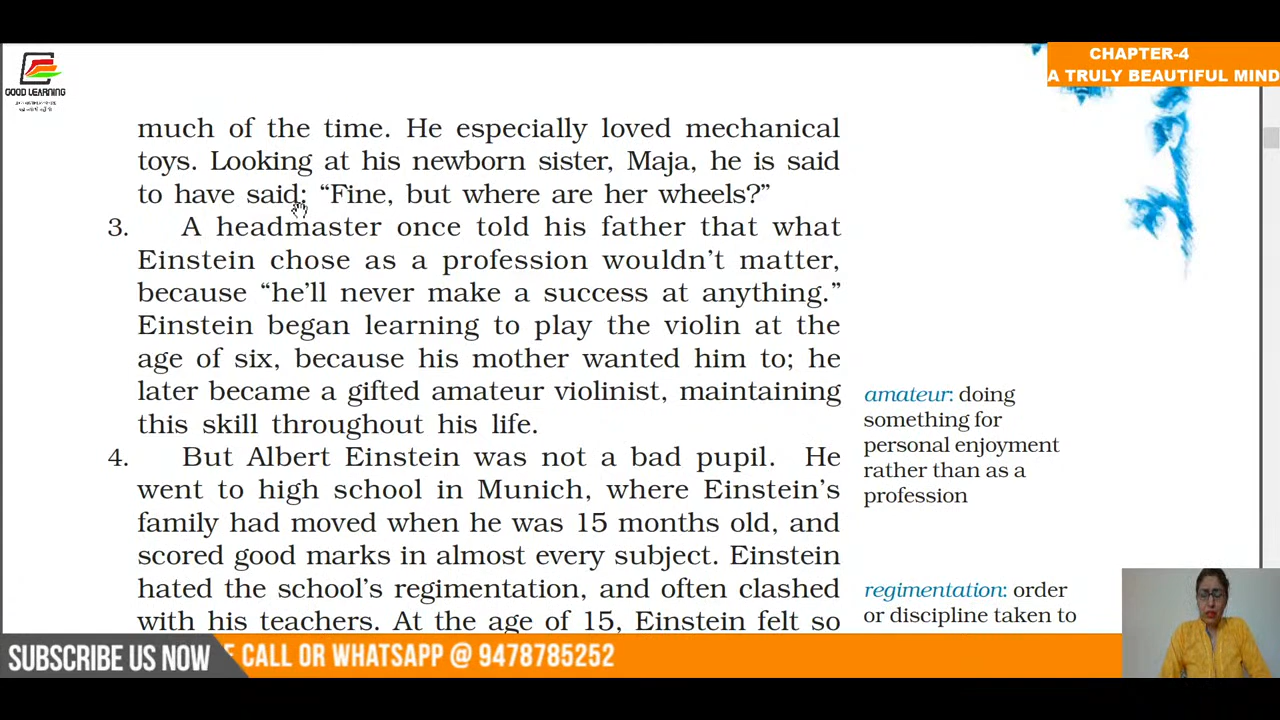 GOOD LEARNING
CHAPTER-4
A TRULY BEAUTIFUL MIND
much of the time. He especially loved mechanical
toys. Looking at his newborn sister, Maja, he is said
to have said: “Fine, but where are her wheels?”
3. A headmaster once told his father that what
Einstein chose as a profession wouldn’t matter,
because “he’ll never make a success at anything.”
Einstein began learning to play the violin at the
age of six, because his mother wanted him to; he
later became a gifted amateur violinist, maintaining
this skill throughout his life.
amateur: doing
something for
personal enjoyment
rather than as a
profession
4. But Albert Einstein was not a bad pupil. He
went to high school in Munich, where Einstein’s
family had moved when he was 15 months old, and
scored good marks in almost every subject. Einstein
hated the school’s regimentation, and often clashed
with his teachers. At the age of 15, Einstein felt so
regimentation: order
or discipline taken to
SUBSCRIBE US NOW
CALL OR WHATSAPP @ 9478785252